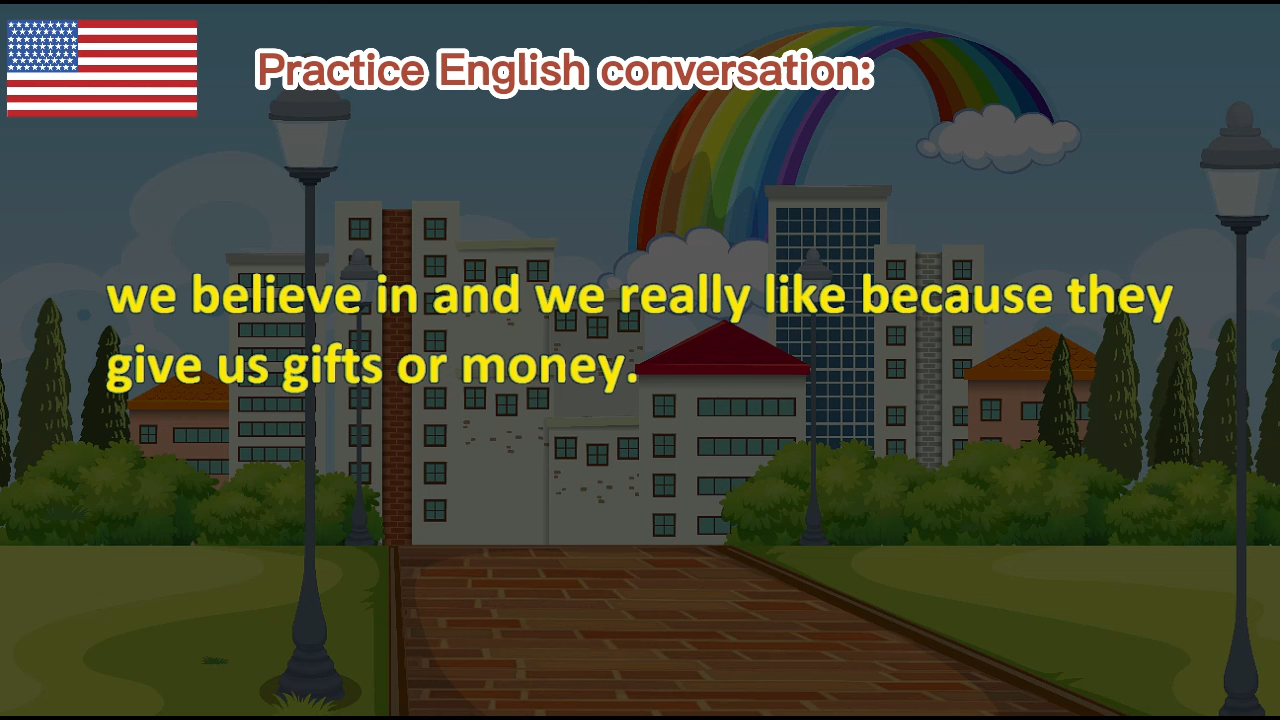 Practice English conversation:
we believe in and we really like because they
give us gifts or money.